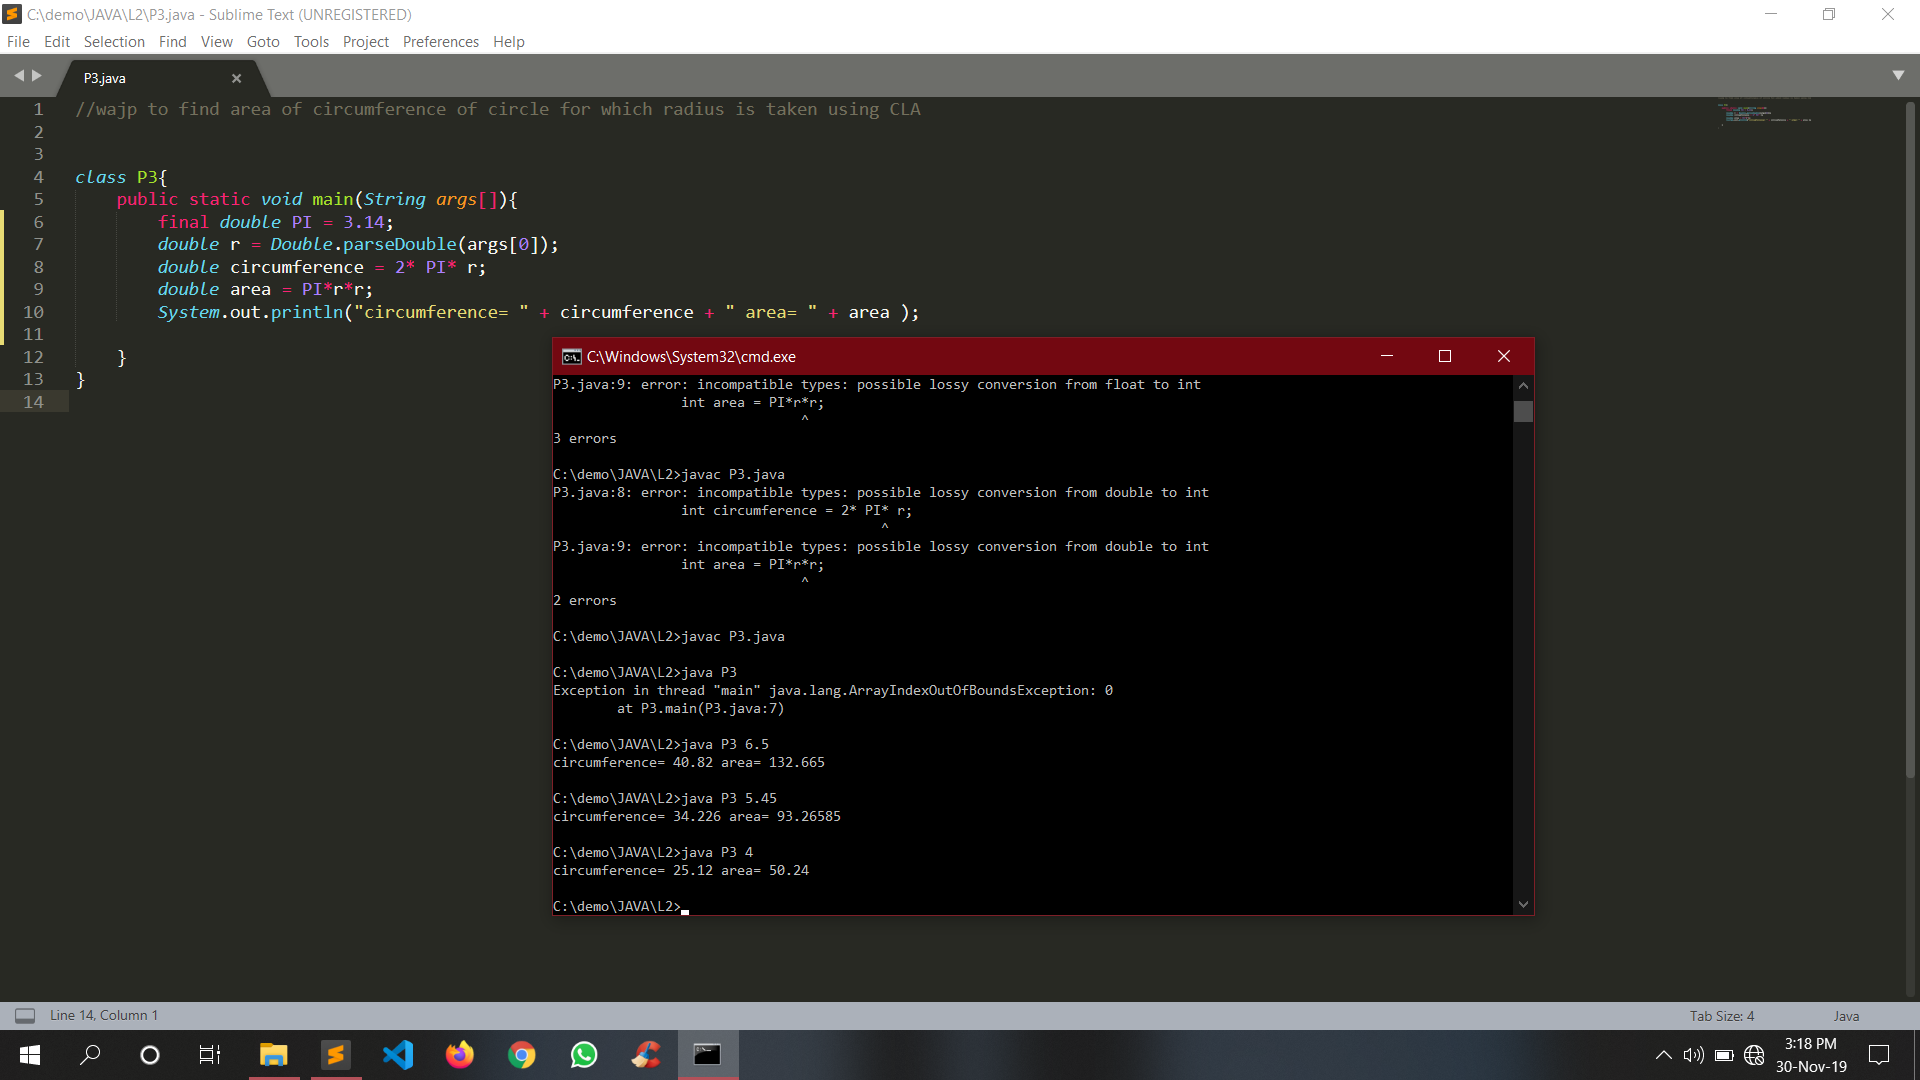 C:\demo\JAVA\L2\P3.java - Sublime Text (UNREGISTERED)
File Edit Selection Find View Goto Tools Project Preferences Help
P3.java
1 //wajp to find area of circumference of circle for which radius is taken using CLA
2
3
4 class P3{
5 public static void main(String args[]){
6 final double PI = 3.14;
7 double r = Double.parseDouble(args[0]);
8 double circumference = 2* PI* r;
9 double area = PI*r*r;
10 System.out.println("circumference= " + circumference + " area= " + area );
11
12 }
13 }
14
C:\Windows\System32\cmd.exe
P3.java:9: error: incompatible types: possible lossy conversion from float to int
int area = PI*r*r;
^
3 errors
C:\demo\JAVA\L2>javac P3.java
P3.java:8: error: incompatible types: possible lossy conversion from double to int
int circumference = 2* PI* r;
^
P3.java:9: error: incompatible types: possible lossy conversion from double to int
int area = PI*r*r;
^
2 errors
C:\demo\JAVA\L2>javac P3.java
C:\demo\JAVA\L2>java P3
Exception in thread "main" java.lang.ArrayIndexOutOfBoundsException: 0
at P3.main(P3.java:7)
C:\demo\JAVA\L2>java P3 6.5
circumference= 40.82 area= 132.665
C:\demo\JAVA\L2>java P3 5.45
circumference= 34.226 area= 93.26585
C:\demo\JAVA\L2>java P3 4
circumference= 25.12 area= 50.24
C:\demo\JAVA\L2>
Line 14, Column 1
Tab Size: 4
Java
3:18 PM
30-Nov-19